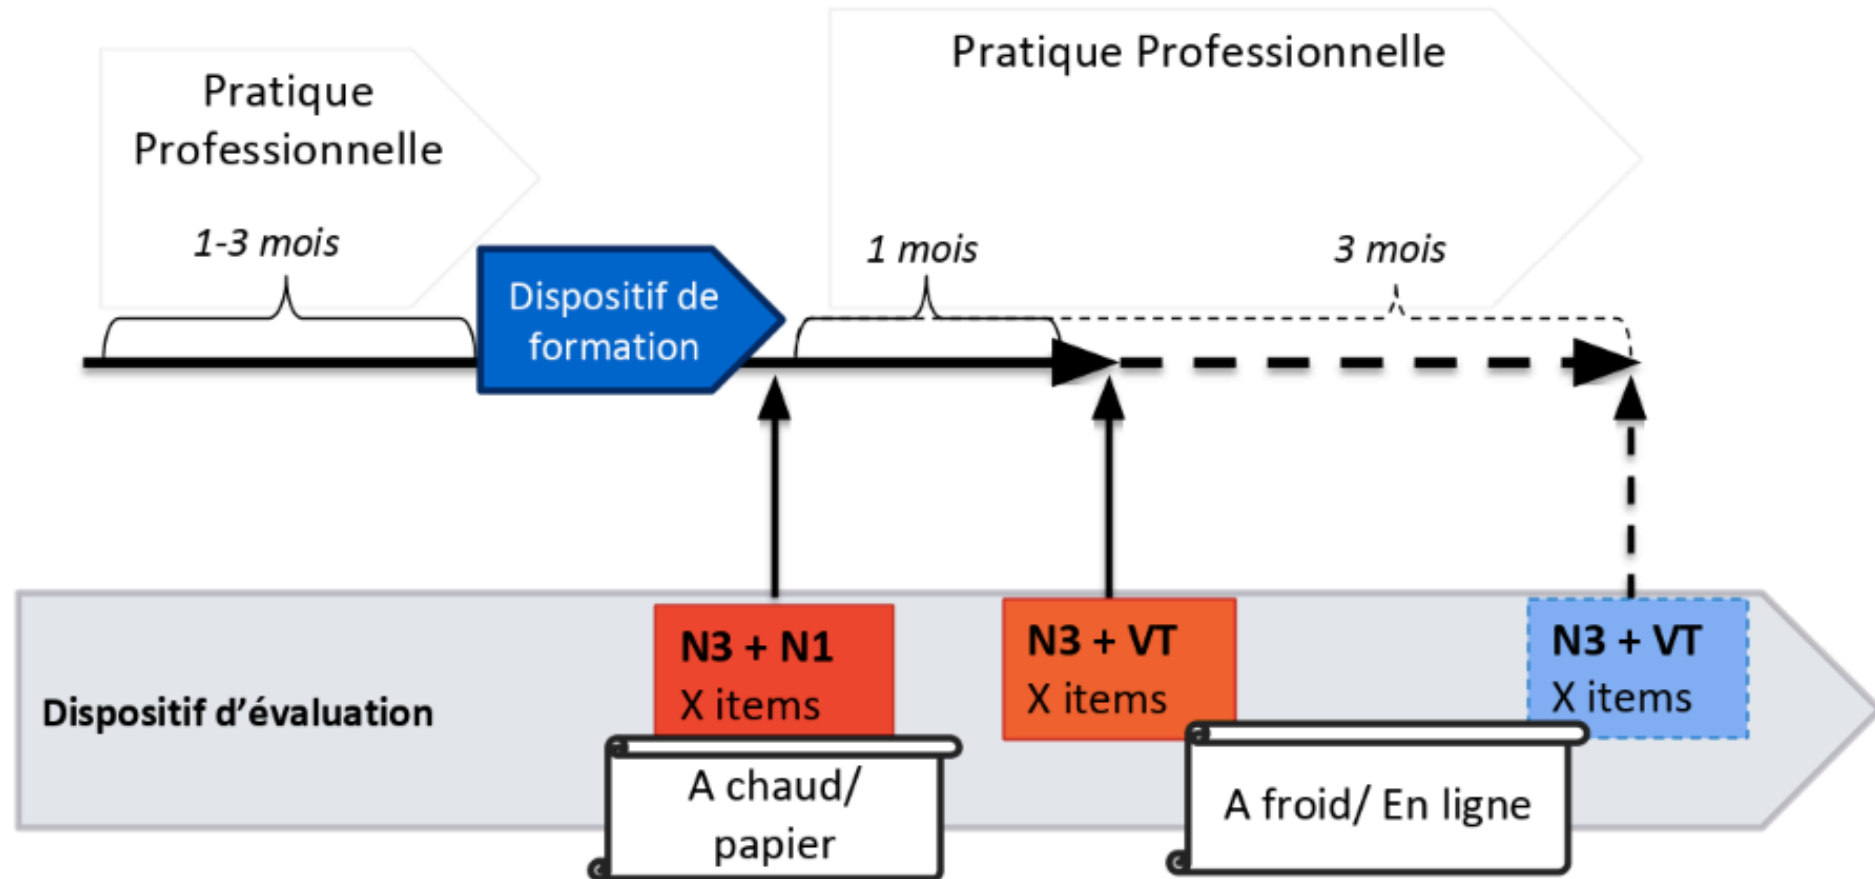 Pratique
Professionnelle
1-3 mois
Pratique Professionnelle
1 mois
3 mois
Dispositif de
formation
Dispositif d’évaluation
N3 + N1
X items
N3 + VT
X items
N3 + VT
X items
A chaud/
papier
A froid/ En ligne